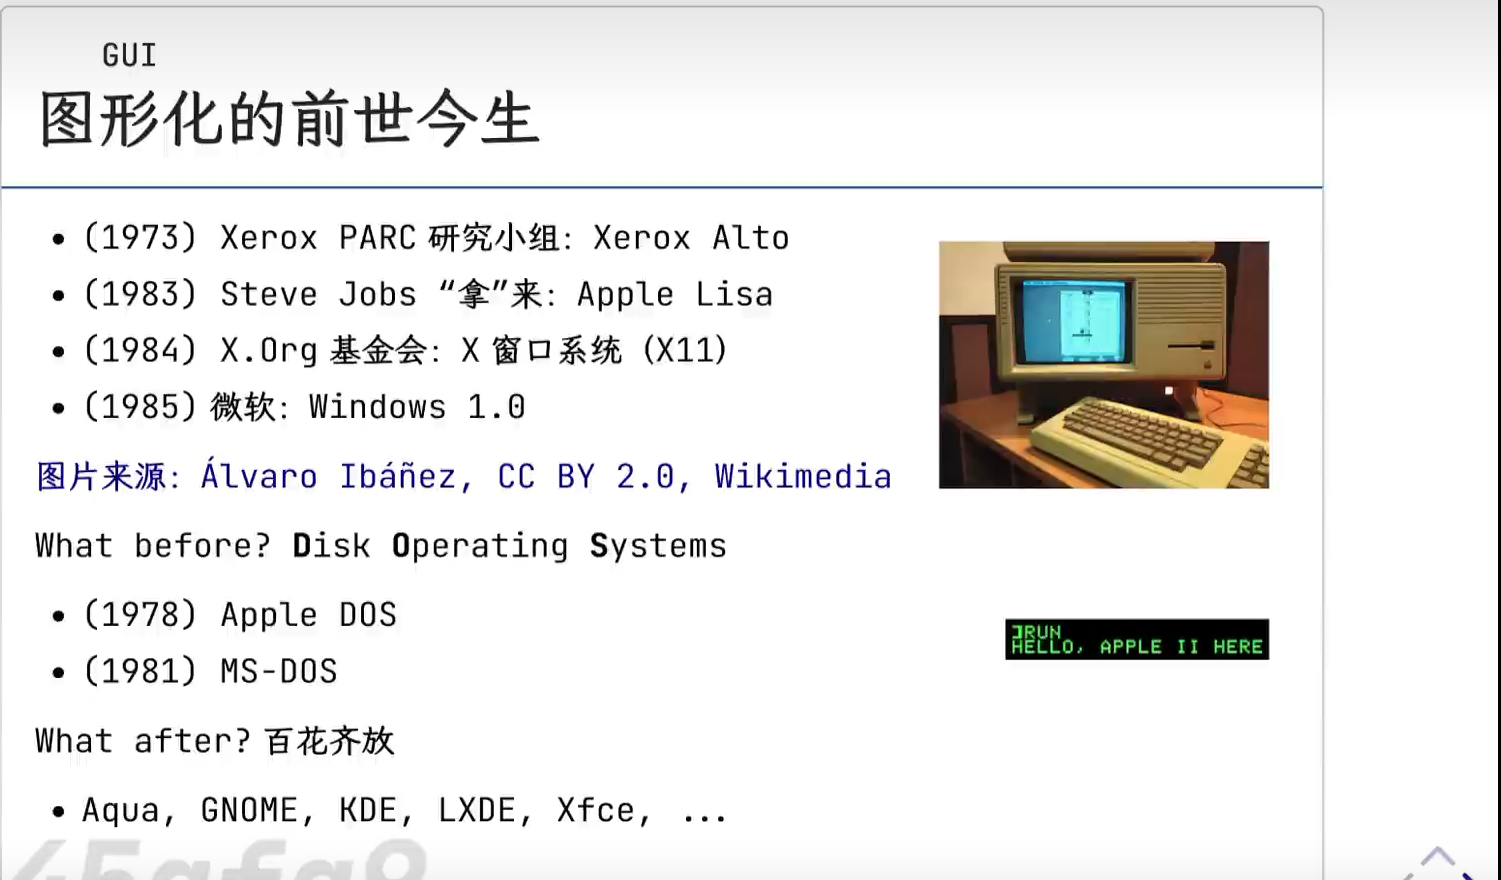 GUI
图形化的前世今生
• (1973) Xerox PARC 研究小组: Xerox Alto
• (1983) Steve Jobs “拿”来: Apple Lisa
• (1984) X.Org 基金会: X 窗口系统 (X11)
• (1985) 微软: Windows 1.0
图片来源: Álvaro Ibáñez, CC BY 2.0, Wikimedia
What before? Disk Operating Systems
• (1978) Apple DOS
• (1981) MS-DOS
]RUN
HELLO, APPLE II HERE
What after? 百花齐放
• Aqua, GNOME, KDE, LXDE, Xfce, ...